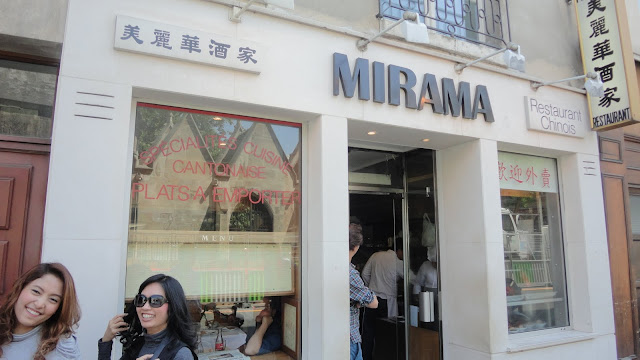 美麗華酒家
MIRAMA
Restaurant
Chinois
美麗華酒家
RESTAURANT
SPECIALITES CUISINE
CANTONAISE
PLATS A EMPORTER
MENU
歡迎外賣